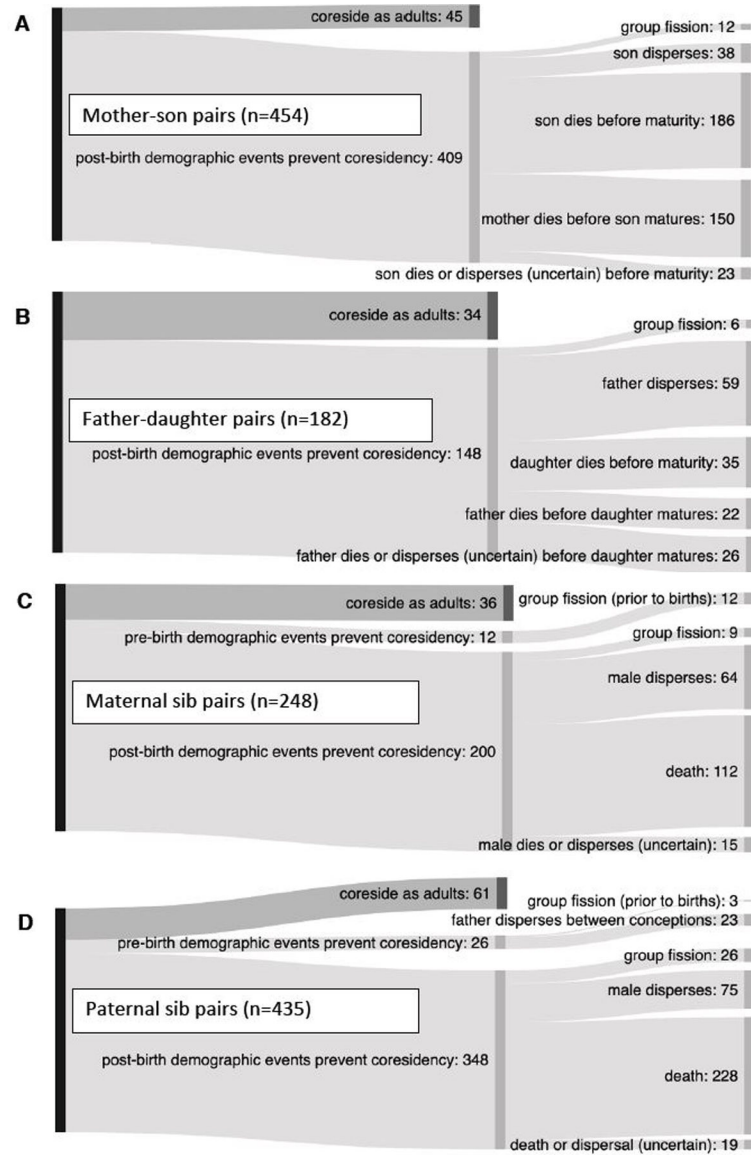 A
coreside as adults: 45
group fission: 12
son disperses: 38
Mother-son pairs (n=454)
son dies before maturity: 186
post-birth demographic events prevent coresidency: 409
mother dies before son matures: 150
son dies or disperses (uncertain) before maturity: 23
B
coreside as adults: 34
group fission: 6
father disperses: 59
Father-daughter pairs (n=182)
post-birth demographic events prevent coresidency: 148
daughter dies before maturity: 35
father dies before daughter matures: 22
father dies or disperses (uncertain) before daughter matures: 26
C
coreside as adults: 36
group fission (prior to births): 12
pre-birth demographic events prevent coresidency: 12
group fission: 9
male disperses: 64
Maternal sib pairs (n=248)
post-birth demographic events prevent coresidency: 200
death: 112
male dies or disperses (uncertain): 15
D
coreside as adults: 61
group fission (prior to births): 3
father disperses between conceptions: 23
pre-birth demographic events prevent coresidency: 26
group fission: 26
male disperses: 75
Paternal sib pairs (n=435)
post-birth demographic events prevent coresidency: 348
death: 228
death or dispersal (uncertain): 19